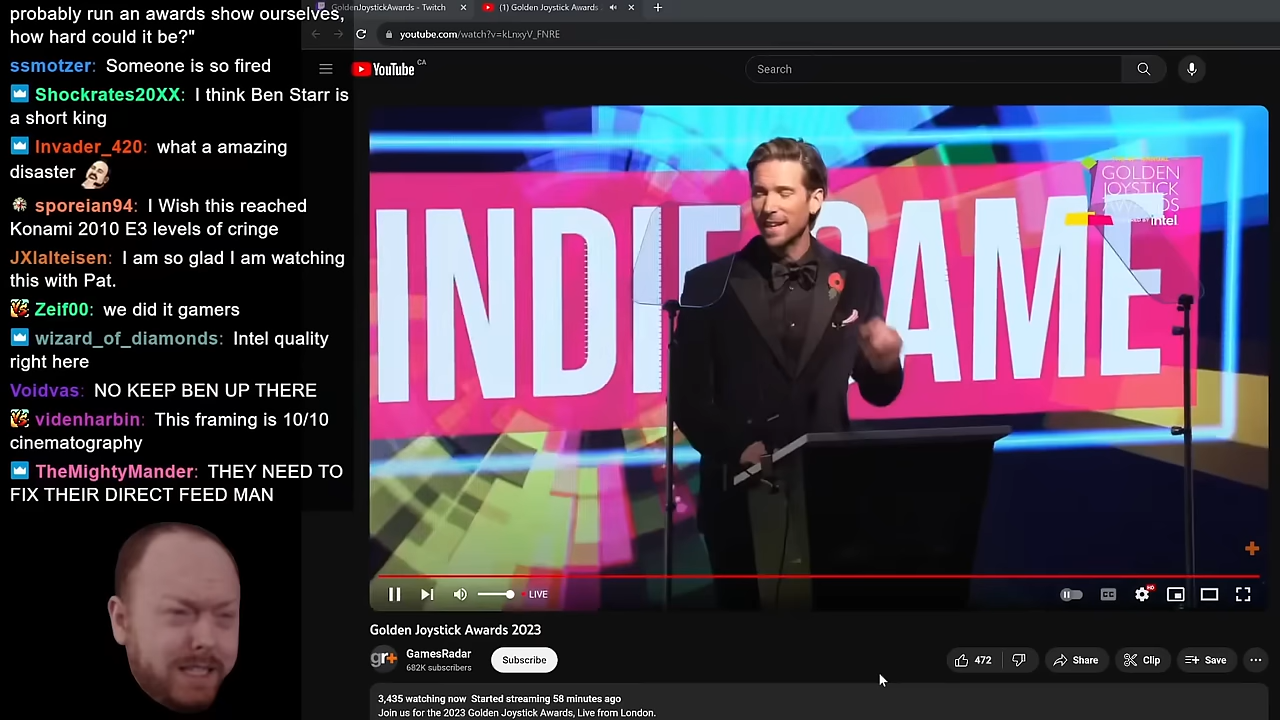 probably run an awards show ourselves,
how hard could it be?"
ssmotzer: Someone is so fired
Shockrates20XX: I think Ben Starr is
a short king
Invader_420: what a amazing
disaster
sporeian94: I Wish this reached
Konami 2010 E3 levels of cringe
JXlalteisen: I am so glad I am watching
this with Pat.
Zeif00: we did it gamers
wizard_of_diamonds: Intel quality
right here
Voidvas: NO KEEP BEN UP THERE
videnharbin: This framing is 10/10
cinematography
TheMightyMander: THEY NEED TO
FIX THEIR DIRECT FEED MAN
GoldenJoystickAwards - Twitch
(1) Golden Joystick Awards
youtube.com/watch?v=kLnxyV_FNRE
YouTube CA
Search
INDIE GAME
GOLDEN
JOYSTICK
AWARDS
intel
LIVE
CC
HD
Golden Joystick Awards 2023
gr+
GamesRadar
682K subscribers
Subscribe
472
Share
Clip
Save
3,435 watching now Started streaming 58 minutes ago
Join us for the 2023 Golden Joystick Awards, Live from London.